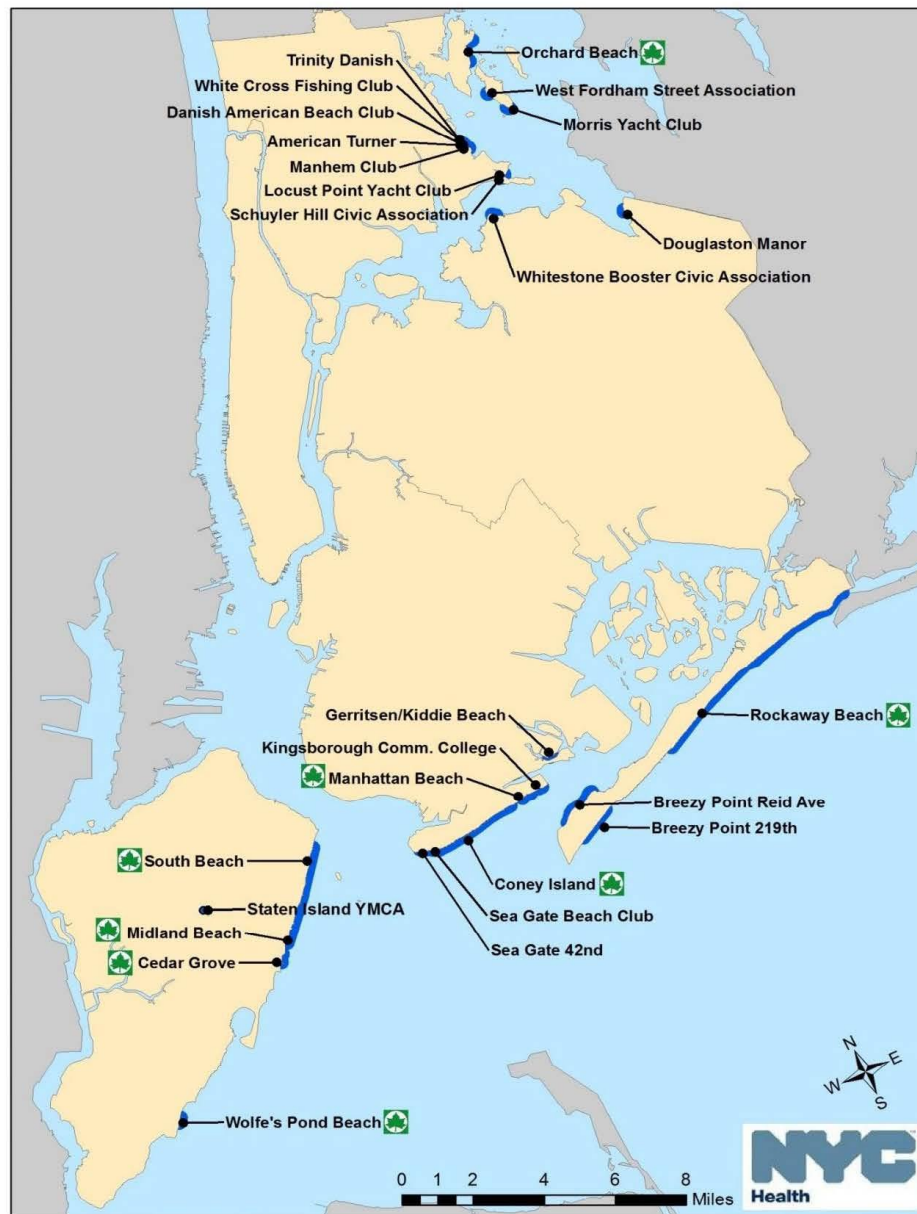 Trinity Danish
Orchard Beach
White Cross Fishing Club
West Fordham Street Association
Danish American Beach Club
Morris Yacht Club
American Turner
Manhem Club
Locust Point Yacht Club
Schuyler Hill Civic Association
Douglaston Manor
Whitestone Booster Civic Association
Gerritsen/Kiddie Beach
Rockaway Beach
Kingsborough Comm. College
Manhattan Beach
Breezy Point Reid Ave
Breezy Point 219th
South Beach
Coney Island
Staten Island YMCA
Sea Gate Beach Club
Midland Beach
Sea Gate 42nd
Cedar Grove
N
E
W
S
Wolfe's Pond Beach
NYC
Health
0 1 2 4 6 8
Miles